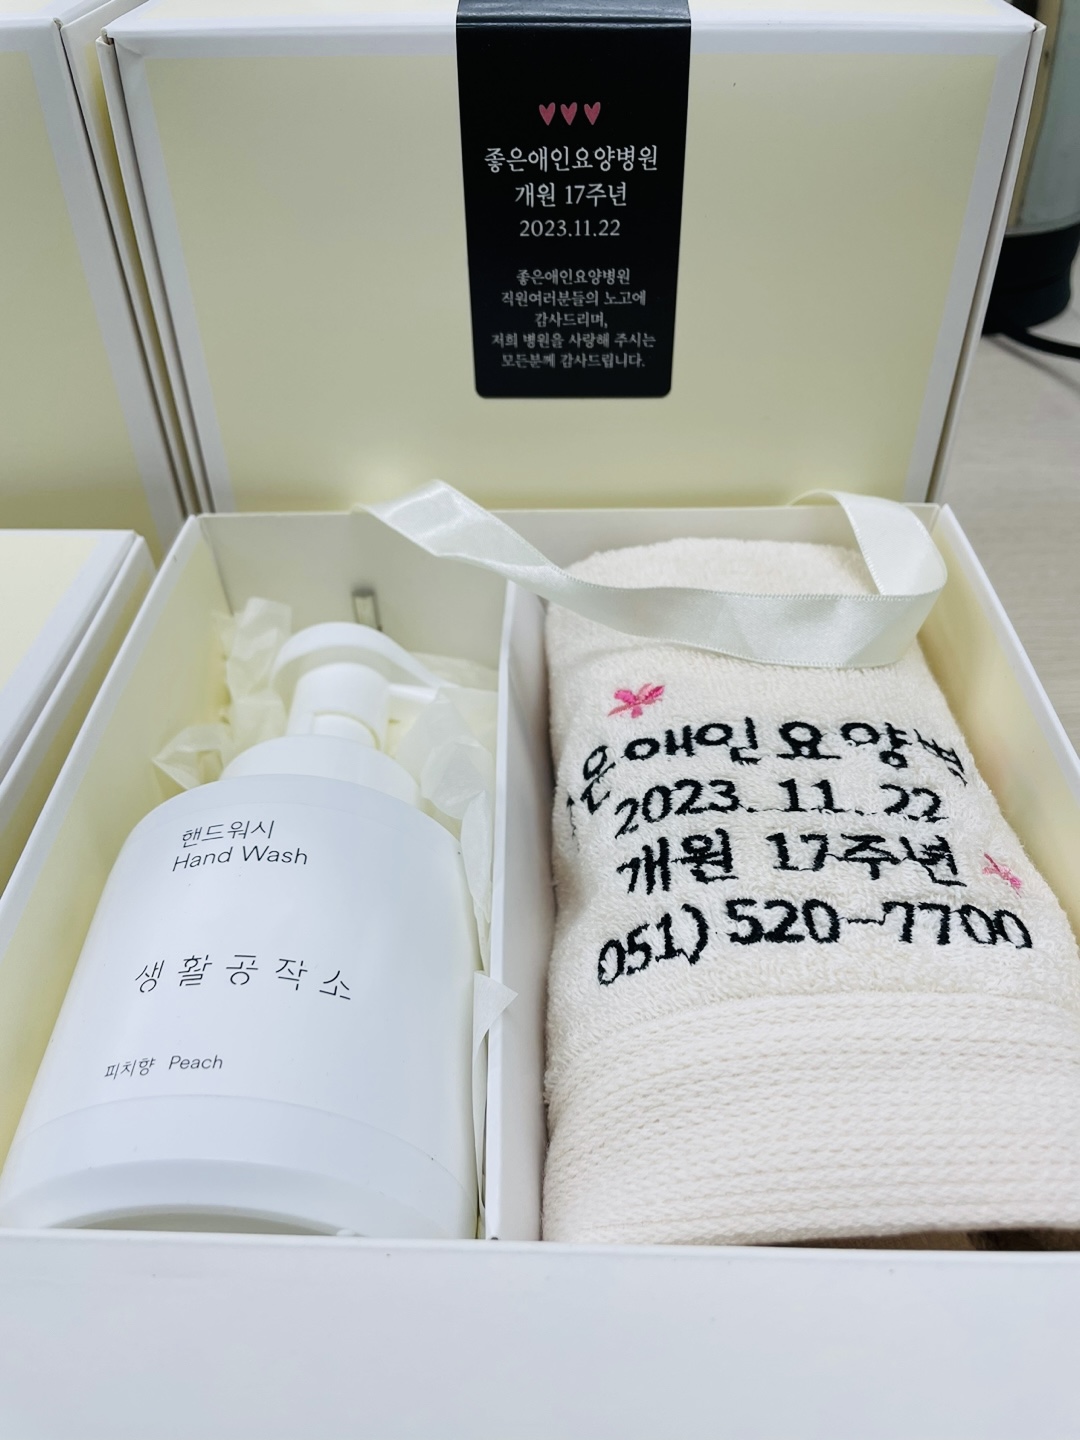 좋은애인요양병원
개원 17주년
2023.11.22
좋은애인요양병원
직원여러분들의 노고에
감사드리며,
저희 병원을 사랑해 주시는
모든분께 감사드립니다.
핸드워시
Hand Wash
생활공작소
피치향 Peach
은애인요양병
2023. 11. 22
개원 17주년
051) 520-7700